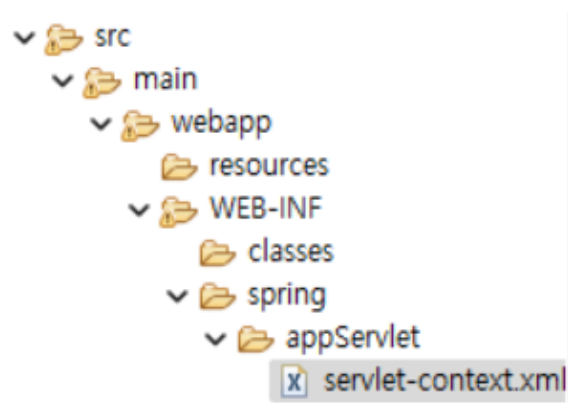 src
main
webapp
resources
WEB-INF
classes
spring
appServlet
servlet-context.xml